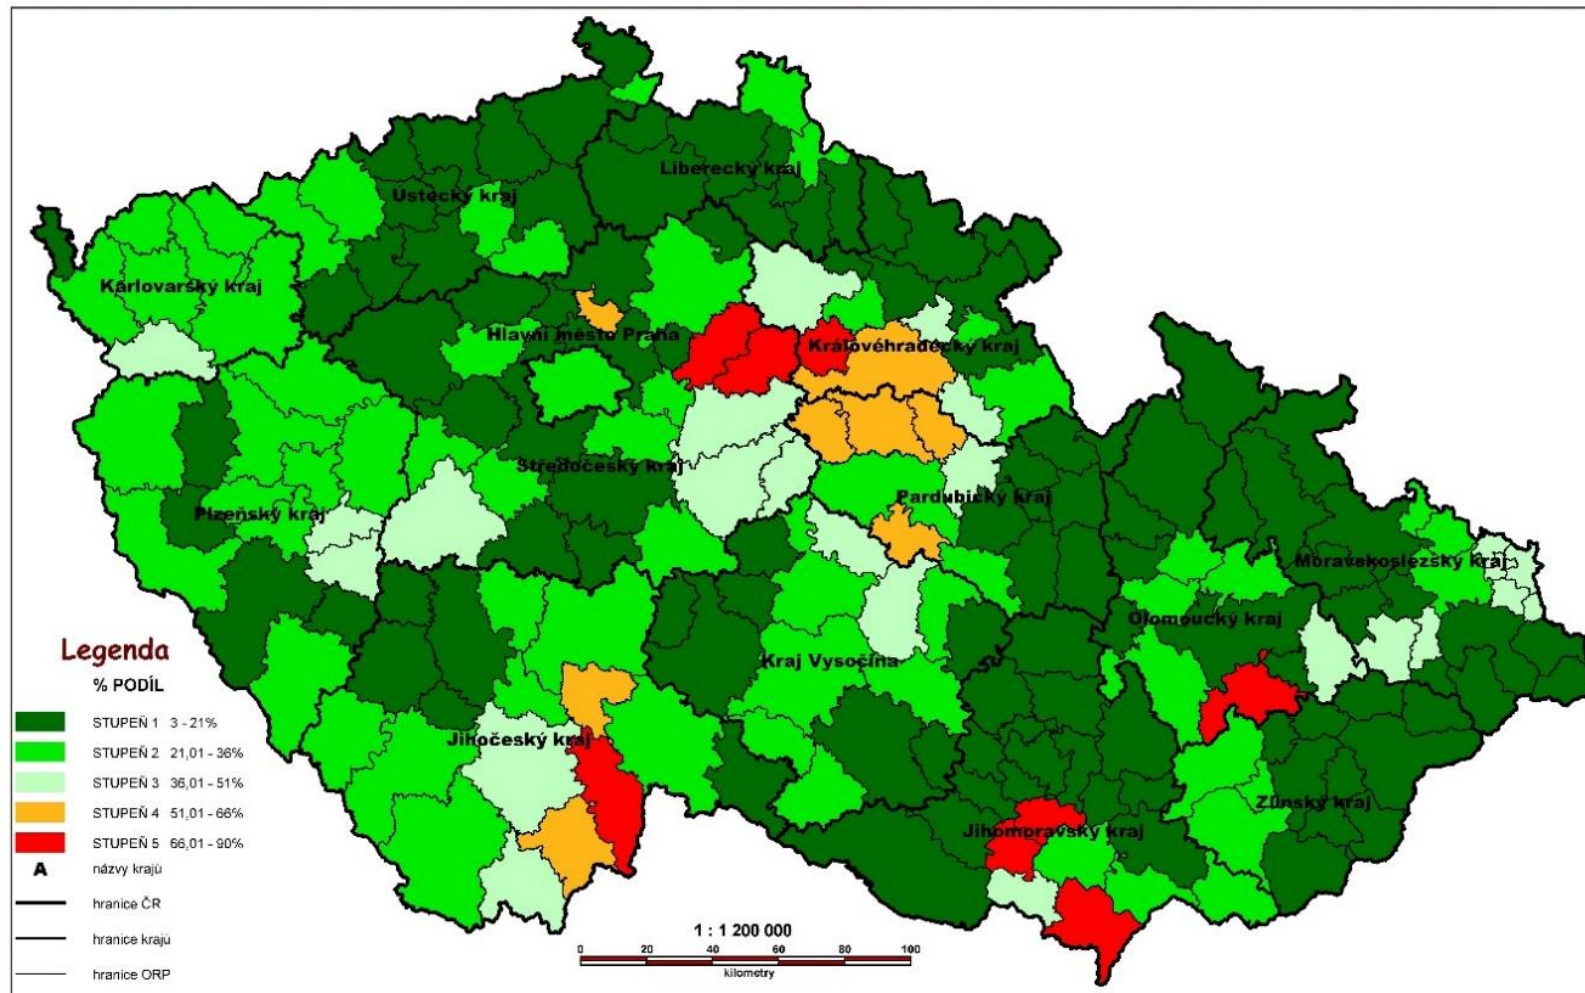 Liberecký kraj
Ústecký kraj
Karlovarský kraj
Hlavní město Praha
Královéhradecký kraj
Středočeský kraj
Pardubický kraj
Plzeňský kraj
Moravskoslezský kraj
Olomoucký kraj
Kraj Vysočina
Jihočeský kraj
Zlínský kraj
Jihomoravský kraj
Legenda
% PODÍL
STUPEŇ 1 3 - 21%
STUPEŇ 2 21,01 - 36%
STUPEŇ 3 36,01 - 51%
STUPEŇ 4 51,01 - 66%
STUPEŇ 5 66,01 - 90%
A názvy krajů
hranice ČR
hranice krajů
hranice ORP
1 : 1 200 000
0 20 40 60 80 100
kilometry